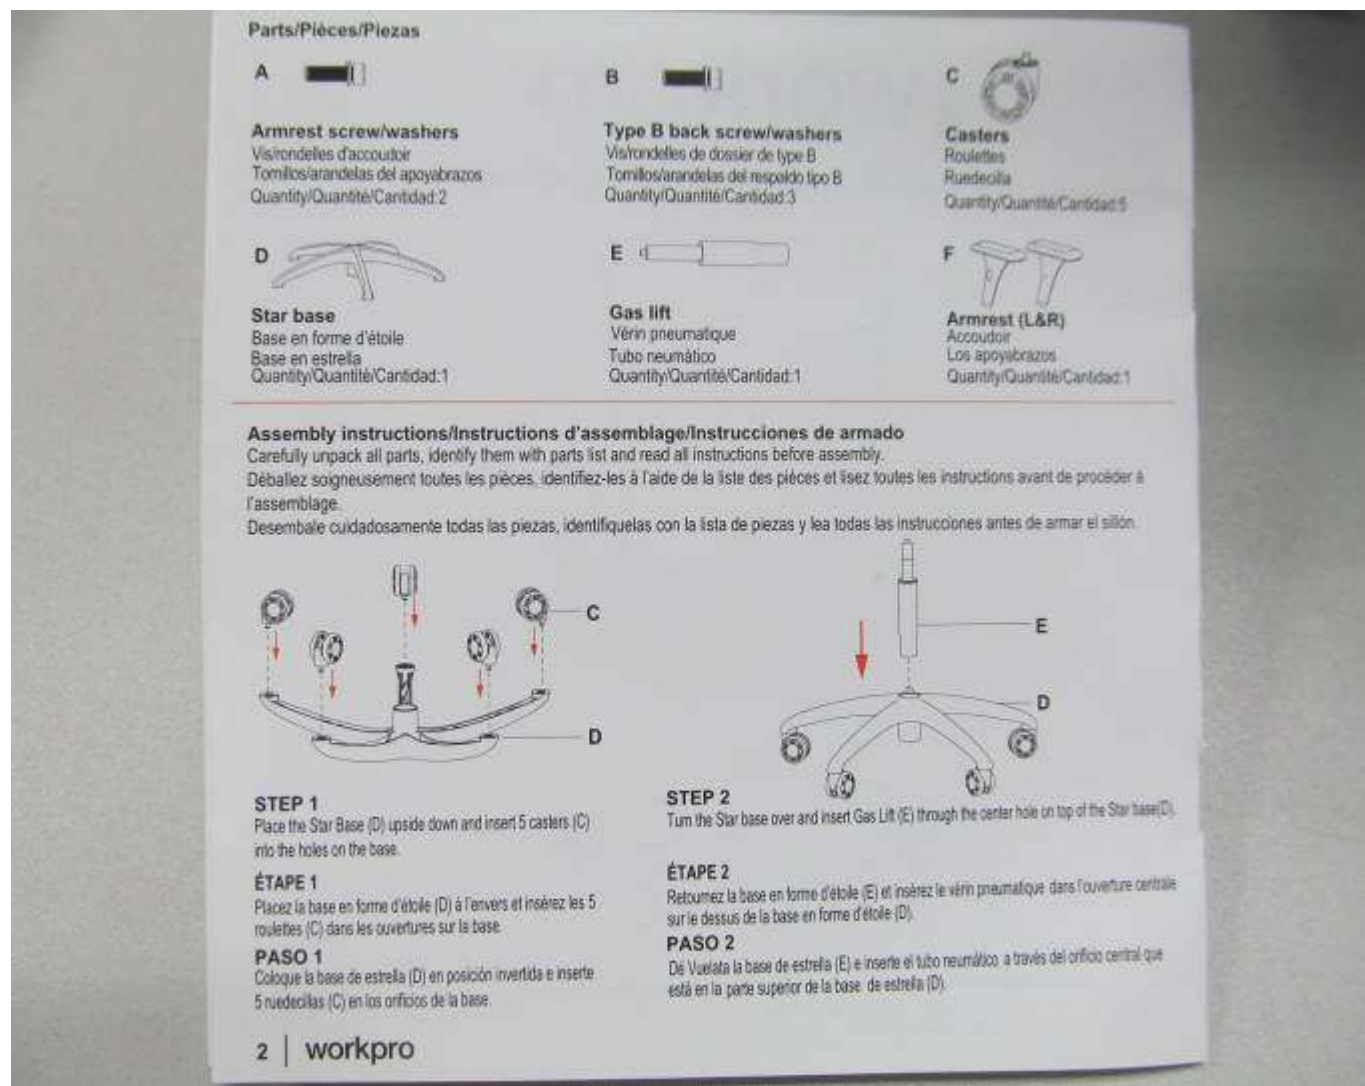 Parts/Pièces/Piezas
A
B
C
Armrest screw/washers
Vis/rondelles d'accoudoir
Tornillos/arandelas del apoyabrazos
Quantity/Quantité/Cantidad:2
Type B back screw/washers
Vis/rondelles de dossier de type B
Tornillos/arandelas del respaldo tipo B
Quantity/Quantité/Cantidad:3
Casters
Roulettes
Ruedecilla
Quantity/Quantité/Cantidad:5
D
E
F
Star base
Base en forme d'étoile
Base en estrella
Quantity/Quantité/Cantidad:1
Gas lift
Vérin pneumatique
Tubo neumático
Quantity/Quantité/Cantidad:1
Armrest (L&R)
Accoudoir
Los apoyabrazos
Quantity/Quantité/Cantidad:1
Assembly instructions/Instructions d'assemblage/Instrucciones de armado
Carefully unpack all parts, identify them with parts list and read all instructions before assembly.
Déballez soigneusement toutes les pièces, identifiez-les à l'aide de la liste des pièces et lisez toutes les instructions avant de procéder à
l'assemblage.
Desembale cuidadosamente todas las piezas, identifiquelas con la lista de piezas y lea todas las instrucciones antes de armar el sillón.
C
D
E
D
STEP 1
Place the Star Base (D) upside down and insert 5 casters (C)
into the holes on the base.
ÉTAPE 1
Placez la base en forme d'étoile (D) à l'envers et insérez les 5
roulettes (C) dans les ouvertures sur la base.
PASO 1
Coloque la base de estrella (D) en posición invertida e inserte
5 ruedecillas (C) en los orificios de la base.
STEP 2
Turn the Star base over and insert Gas Lift (E) through the center hole on top of the Star base(D).
ÉTAPE 2
Retournez la base en forme d'étoile (E) et insérez le vérin pneumatique dans l'ouverture centrale
sur le dessus de la base en forme d'étoile (D).
PASO 2
Dé Vuelata la base de estrella (E) e inserte el tubo neumático a través del orificio central que
está en la parte superior de la base de estrella (D).
2 | workpro